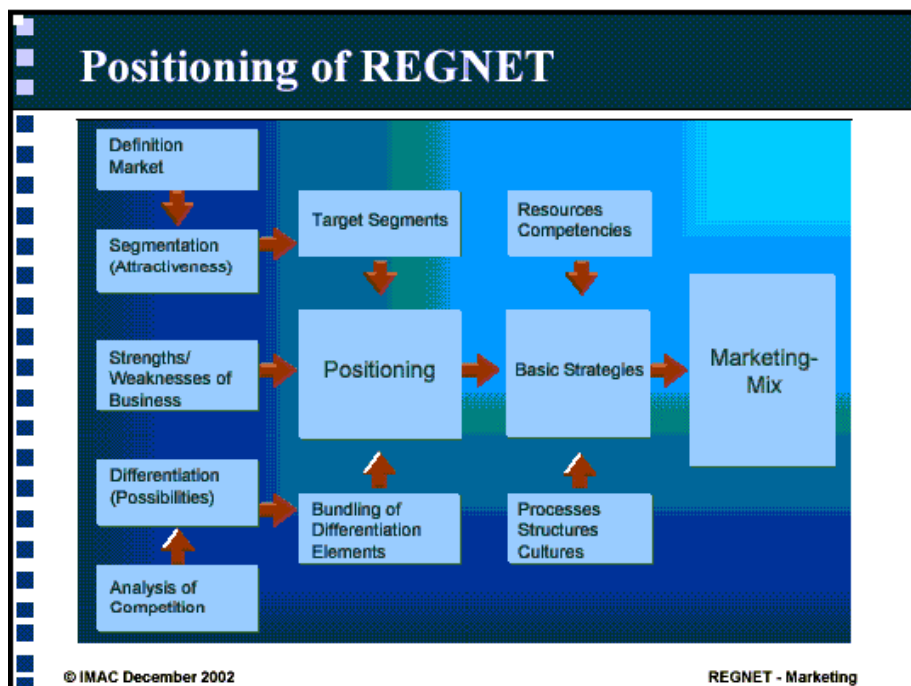 Positioning of REGNET
Definition
Market
Segmentation
(Attractiveness)
Target Segments
Resources
Competencies
Strengths/
Weaknesses of
Business
Positioning
Basic Strategies
Marketing-
Mix
Differentiation
(Possibilities)
Bundling of
Differentiation
Elements
Processes
Structures
Cultures
Analysis of
Competition
© IMAC December 2002
REGNET - Marketing